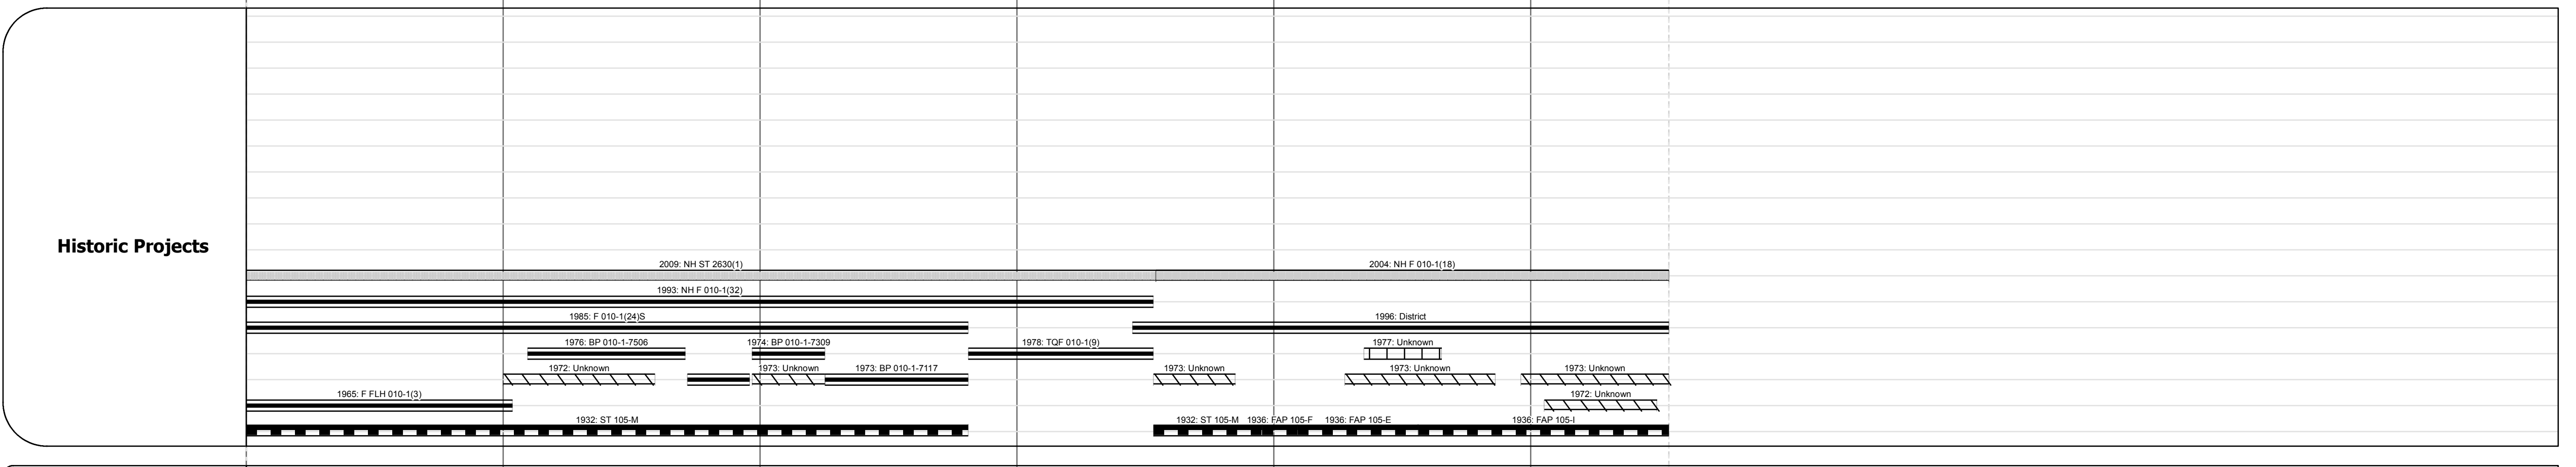 Historic Projects
2009: NH ST 2630(1)
2004: NH F 010-1(18)
1993: NH F 010-1(32)
1985: F 010-1(24)S
1996: District
1976: BP 010-1-7506
1974: BP 010-1-7309
1978: TQF 010-1(9)
1977: Unknown
1972: Unknown
1973: Unknown
1973: BP 010-1-7117
1973: Unknown
1973: Unknown
1973: Unknown
1965: F FLH 010-1(3)
1972: Unknown
1932: ST 105-M
1932: ST 105-M
1936: FAP 105-F
1936: FAP 105-E
1936: FAP 105-I